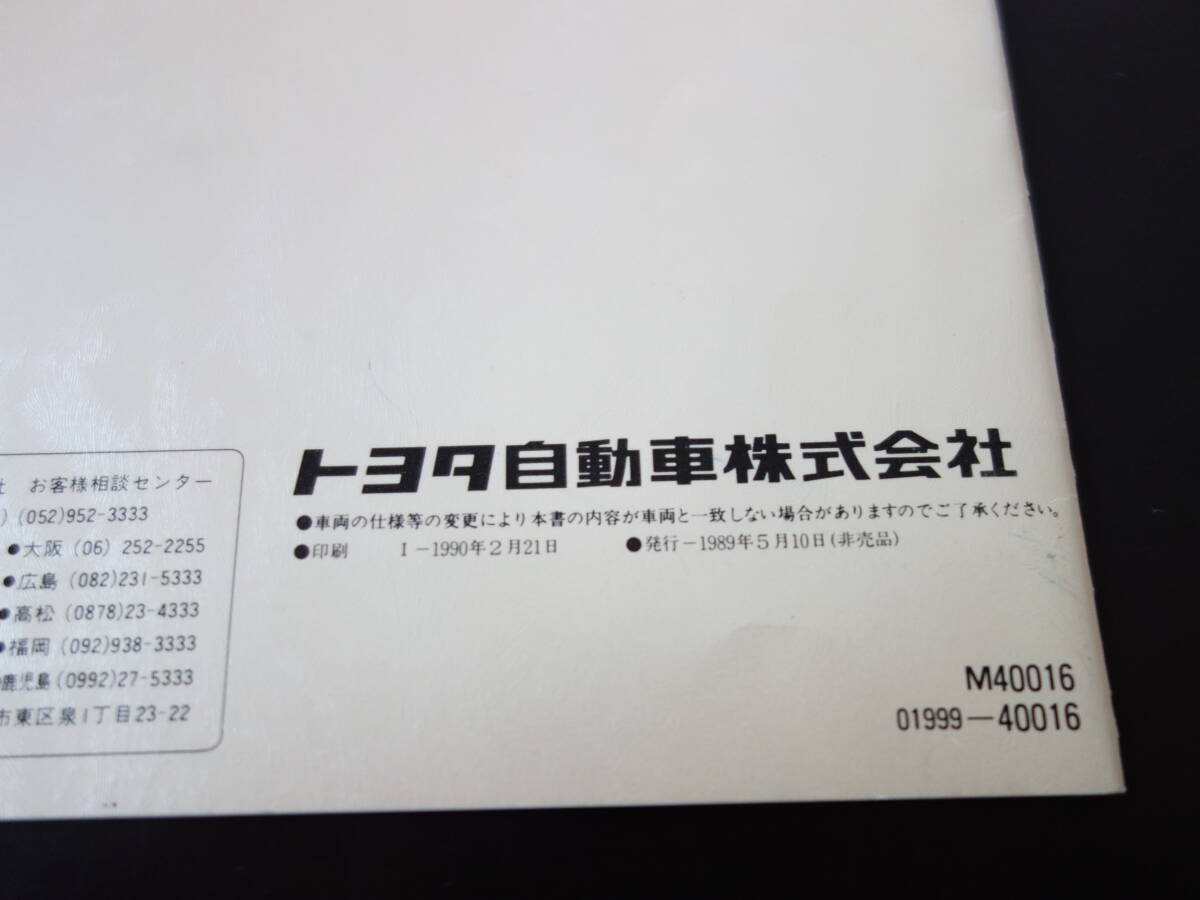 社 お客様相談センター
) (052)952-3333
●大阪(06) 252-2255
●広島(082)231-5333
●高松(0878)23-4333
●福岡(092)938-3333
鹿児島(0992)27-5333
市東区泉1丁目23-22
トヨタ自動車株式会社
●車両の仕様等の変更により本書の内容が車両と一致しない場合がありますのでご了承ください。
●印刷 I-1990年2月21日 ●発行-1989年5月10日(非売品)
M40016
01999-40016